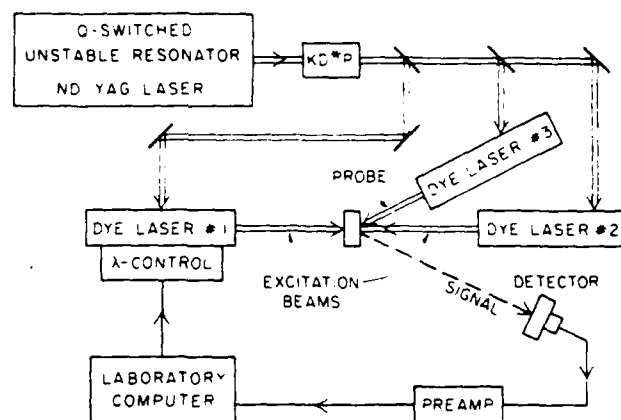 Q-SWITCHED
UNSTABLE RESONATOR
ND YAG LASER
KD*P
DYE LASER #3
PROBE
DYE LASER #1
DYE LASER #2
λ-CONTROL
EXCITATION
BEAMS
SIGNAL
DETECTOR
LABORATORY
COMPUTER
PREAMP